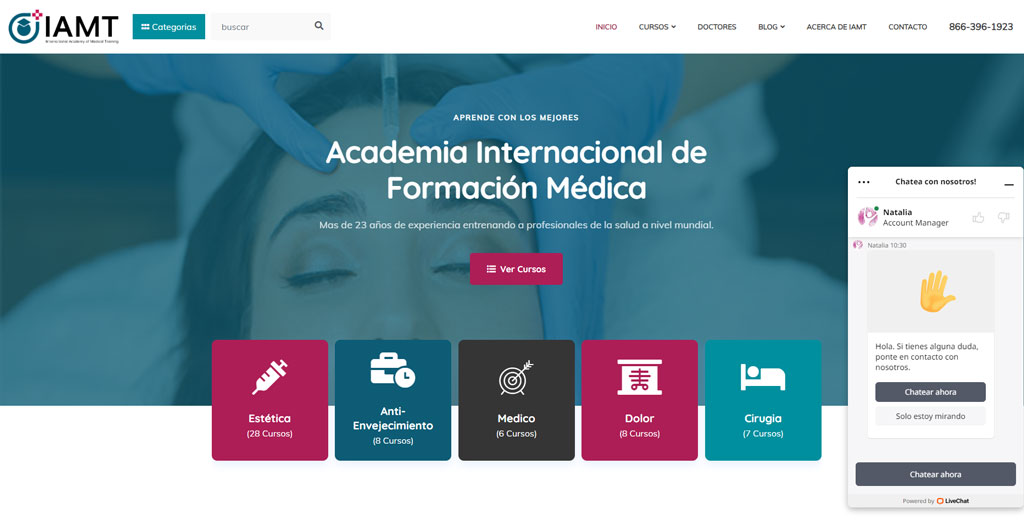 IAMT
International Academy of Medical Training
Categorias
buscar
INICIO
CURSOS
DOCTORES
BLOG
ACERCA DE IAMT
CONTACTO
866-396-1923
APRENDE CON LOS MEJORES
Academia Internacional de
Formación Médica
Mas de 23 años de experiencia entrenando a profesionales de la salud a nivel mundial.
Ver Cursos
Estética
(28 Cursos)
Anti-
Envejecimiento
(8 Cursos)
Medico
(6 Cursos)
Dolor
(8 Cursos)
Cirugia
(7 Cursos)
Chatea con nosotros!
Natalia
Account Manager
Natalia 10:30
Hola. Si tienes alguna duda,
ponte en contacto con
nosotros.
Chatear ahora
Solo estoy mirando
Chatear ahora
Powered by LiveChat